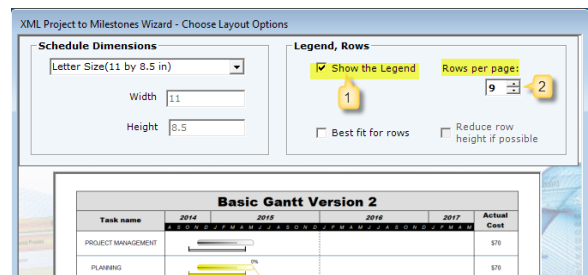 XML Project to Milestones Wizard - Choose Layout Options
Schedule Dimensions
Letter Size(11 by 8.5 in)
Width 11
Height 8.5
Legend, Rows
Show the Legend
Rows per page:
1
9
2
Best fit for rows
Reduce row
height if possible
Basic Gantt Version 2
Task name
2014
2015
2016
2017
Actual
Cost
A S O N D J F M A M J J A S O N D J F M A M J J A S O N D J F M A M
PROJECT MANAGEMENT
$70
PLANNING
0%
$70